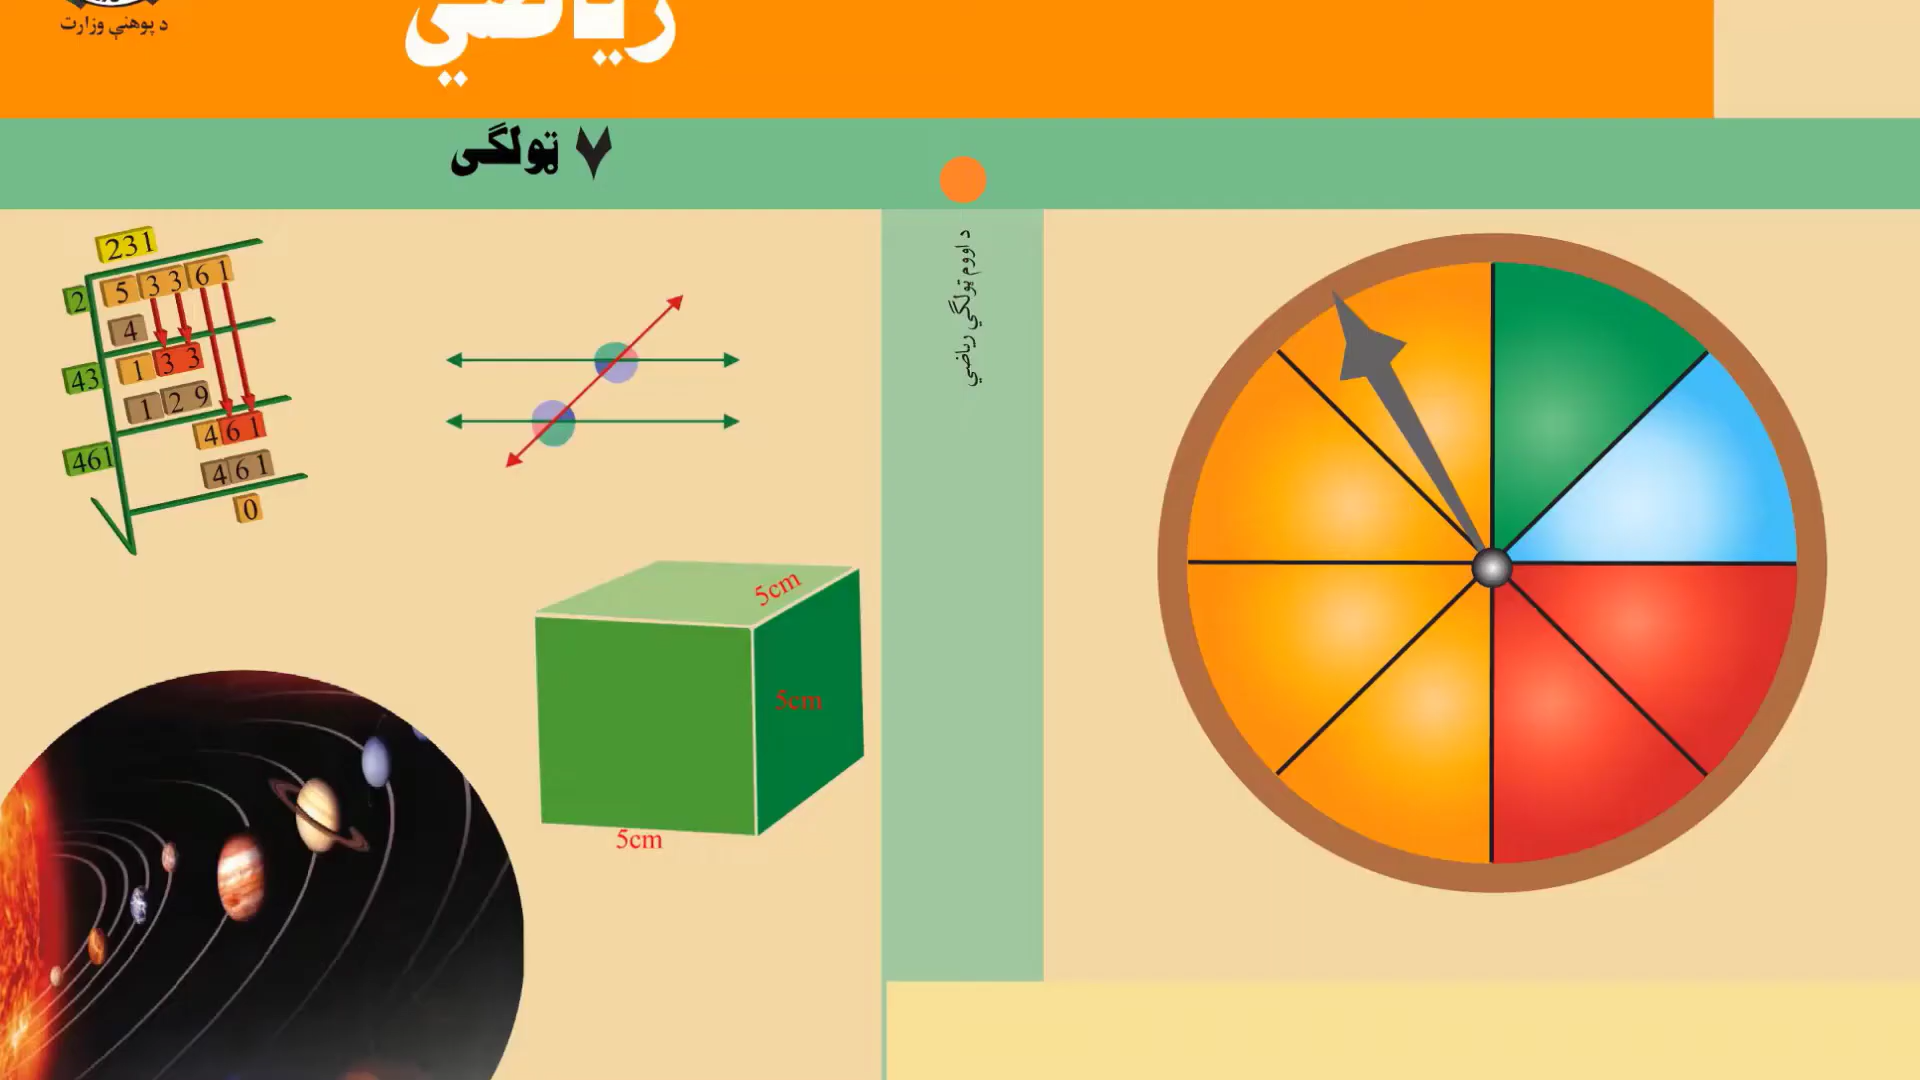 د پوهنې وزارت
ریاضي
۷ ټولګی
د اووم ټولګي ریاضي
231
2 5 3 3 6 1
4
43 1 3 3
1 2 9
461 4 6 1
4 6 1
0
5cm
5cm
5cm